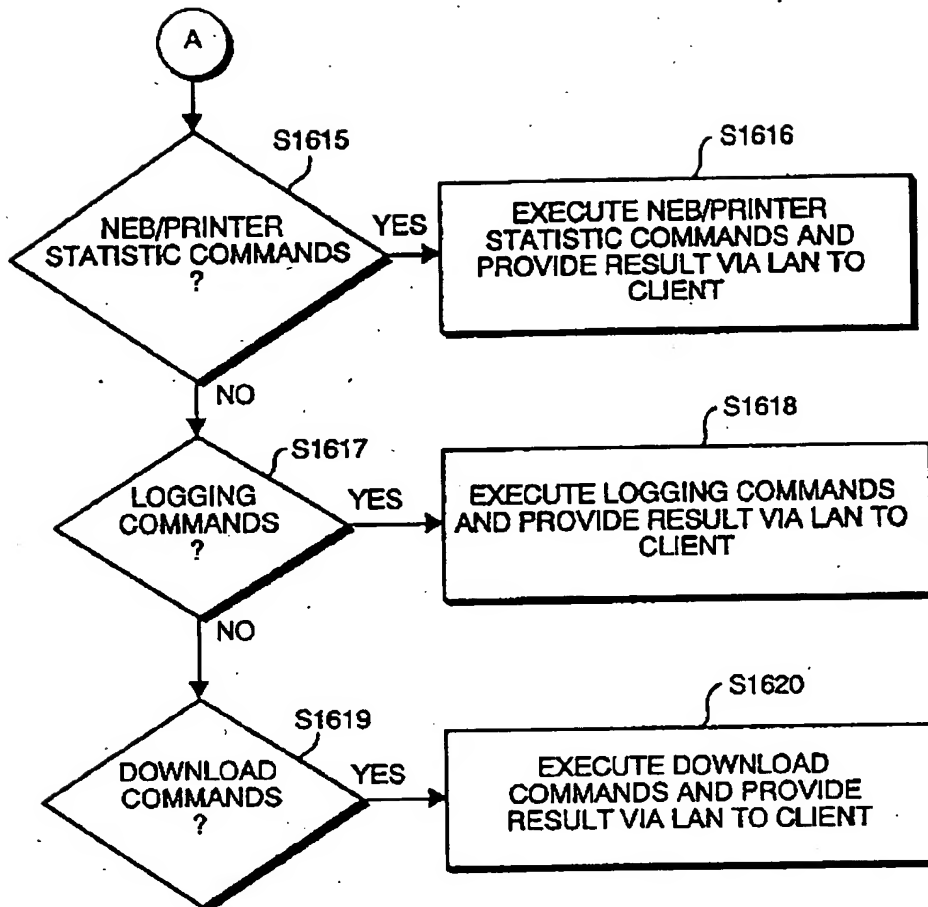 A
S1615
NEB/PRINTER
STATISTIC COMMANDS
?
YES
S1616
EXECUTE NEB/PRINTER
STATISTIC COMMANDS AND
PROVIDE RESULT VIA LAN TO
CLIENT
NO
S1617
LOGGING
COMMANDS
?
YES
S1618
EXECUTE LOGGING COMMANDS
AND PROVIDE RESULT VIA LAN TO
CLIENT
NO
S1619
DOWNLOAD
COMMANDS
?
YES
S1620
EXECUTE DOWNLOAD
COMMANDS AND PROVIDE
RESULT VIA LAN TO CLIENT